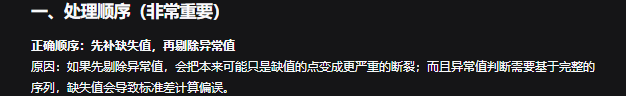 一、处理顺序（非常重要）
正确顺序：先补缺失值，再剔除异常值
原因：如果先剔除异常值，会把本来可能只是缺值的点变成更严重的断裂；而且异常值判断需要基于完整的
序列，缺失值会导致标准差计算偏误。